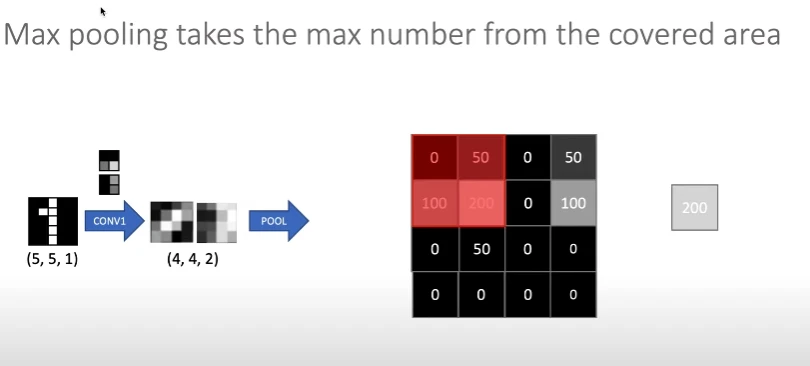 Max pooling takes the max number from the covered area
CONV1
POOL
(5, 5, 1)
(4, 4, 2)
0 50 0 50
100 200 0 100
0 50 0 0
0 0 0 0
200